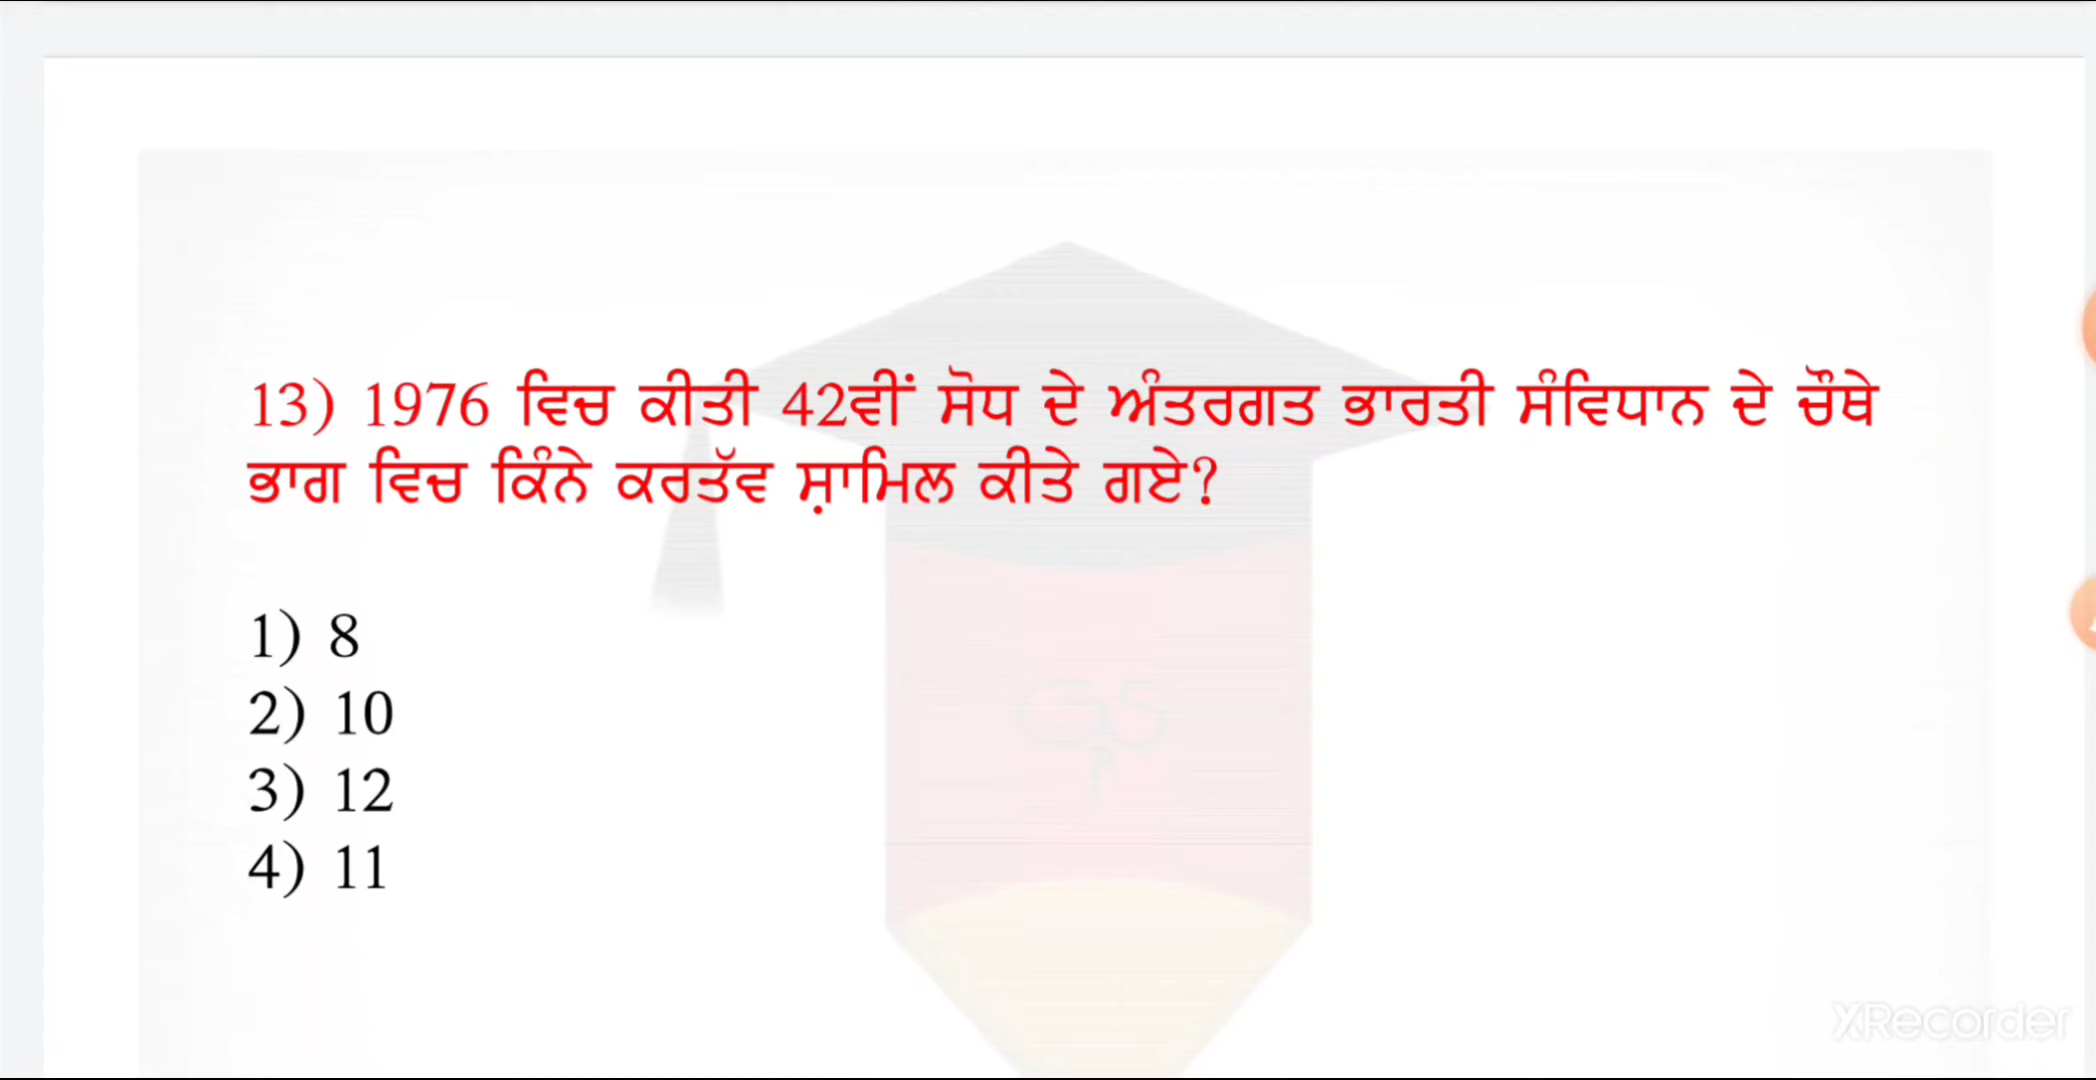 13) 1976 ਵਿਚ ਕੀਤੀ 42ਵੀਂ ਸੋਧ ਦੇ ਅੰਤਰਗਤ ਭਾਰਤੀ ਸੰਵਿਧਾਨ ਦੇ ਚੌਥੇ
ਭਾਗ ਵਿਚ ਕਿੰਨੇ ਕਰਤੱਵ ਸ਼ਾਮਿਲ ਕੀਤੇ ਗਏ?
1) 8
2) 10
3) 12
4) 11
XRecorder